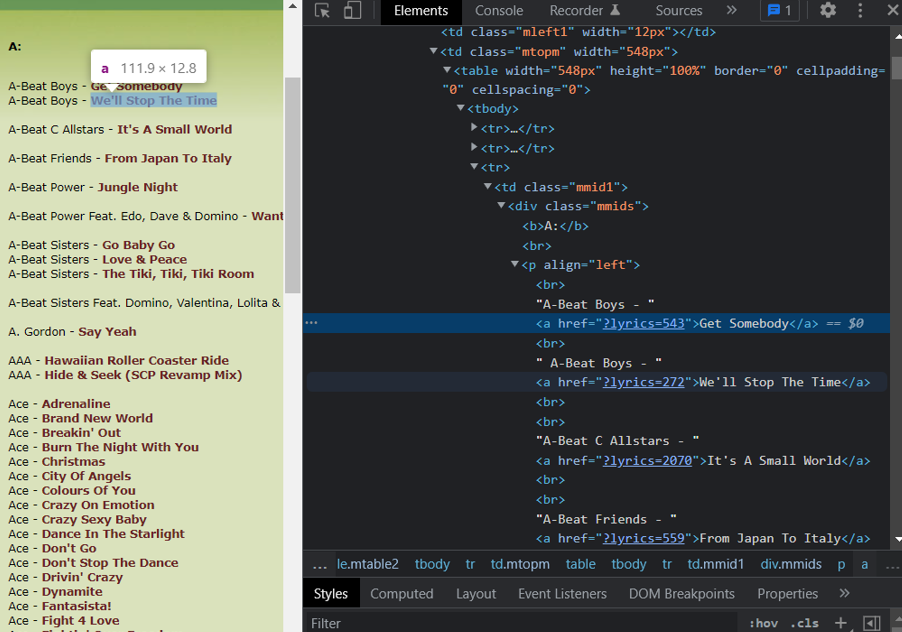 A:
a 111.9 × 12.8
A-Beat Boys - Get Somebody
A-Beat Boys - We'll Stop The Time
A-Beat C Allstars - It's A Small World
A-Beat Friends - From Japan To Italy
A-Beat Power - Jungle Night
A-Beat Power Feat. Edo, Dave & Domino - Want
A-Beat Sisters - Go Baby Go
A-Beat Sisters - Love & Peace
A-Beat Sisters - The Tiki, Tiki, Tiki Room
A-Beat Sisters Feat. Domino, Valentina, Lolita &
A. Gordon - Say Yeah
AAA - Hawaiian Roller Coaster Ride
AAA - Hide & Seek (SCP Revamp Mix)
Ace - Adrenaline
Ace - Brand New World
Ace - Breakin' Out
Ace - Burn The Night With You
Ace - Christmas
Ace - City Of Angels
Ace - Colours Of You
Ace - Crazy On Emotion
Ace - Crazy Sexy Baby
Ace - Dance In The Starlight
Ace - Don't Go
Ace - Don't Stop The Dance
Ace - Drivin' Crazy
Ace - Dynamite
Ace - Fantasista!
Ace - Fight 4 Love
Elements Console Recorder Sources » 1
<td class="mleft1" width="12px"></td>
<td class="mtopm" width="548px">
<table width="548px" height="100%" border="0" cellpadding=
"0" cellspacing="0">
<tbody>
<tr>…</tr>
<tr>…</tr>
<tr>
<td class="mmid1">
<div class="mmids">
<b>A:</b>
<br>
<p align="left">
<br>
"A-Beat Boys - "
… <a href="?lyrics=543">Get Somebody</a> == $0
<br>
" A-Beat Boys - "
<a href="?lyrics=272">We'll Stop The Time</a>
<br>
<br>
"A-Beat C Allstars - "
<a href="?lyrics=2070">It's A Small World</a>
<br>
<br>
"A-Beat Friends - "
<a href="?lyrics=559">From Japan To Italy</a>
… le.mtable2 tbody tr td.mtopm table tbody tr td.mmid1 div.mmids p a …
Styles Computed Layout Event Listeners DOM Breakpoints Properties »
Filter :hov .cls +